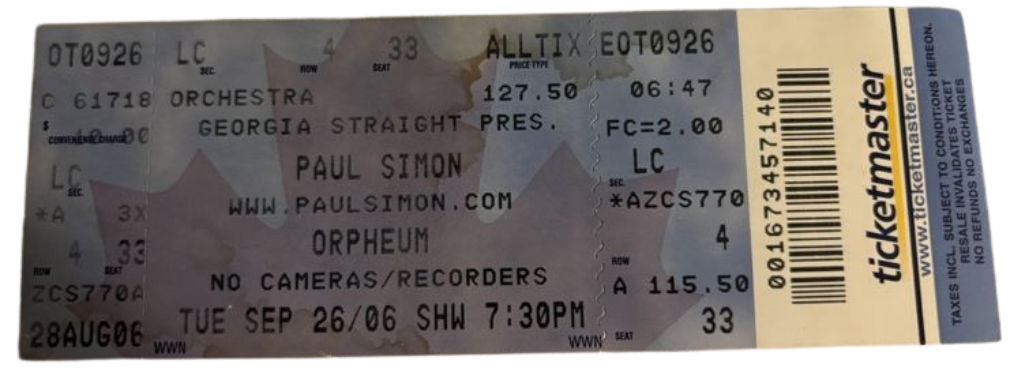 OT0926
C 61718
$ 10.00
CONVENIENCE CHARGE
LC
SEC.
*A 3X
4 33
ROW SEAT
ZCS770A
28AUG06
LC 4 33 ALLTIX
SEC. ROW SEAT PRICE TYPE
ORCHESTRA 127.50
GEORGIA STRAIGHT PRES.
PAUL SIMON
WWW.PAULSIMON.COM
ORPHEUM
NO CAMERAS/RECORDERS
TUE SEP 26/06 SHW 7:30PM
WWN WWN
EOT0926
06:47
FC=2.00
LC
SEC.
*AZCS770
4
ROW
A 115.50
33
SEAT
0016734457140
ticketmaster
www.ticketmaster.ca
TAXES INCL. SUBJECT TO CONDITIONS HEREON.
RESALE INVALIDATES TICKET
NO REFUNDS NO EXCHANGES